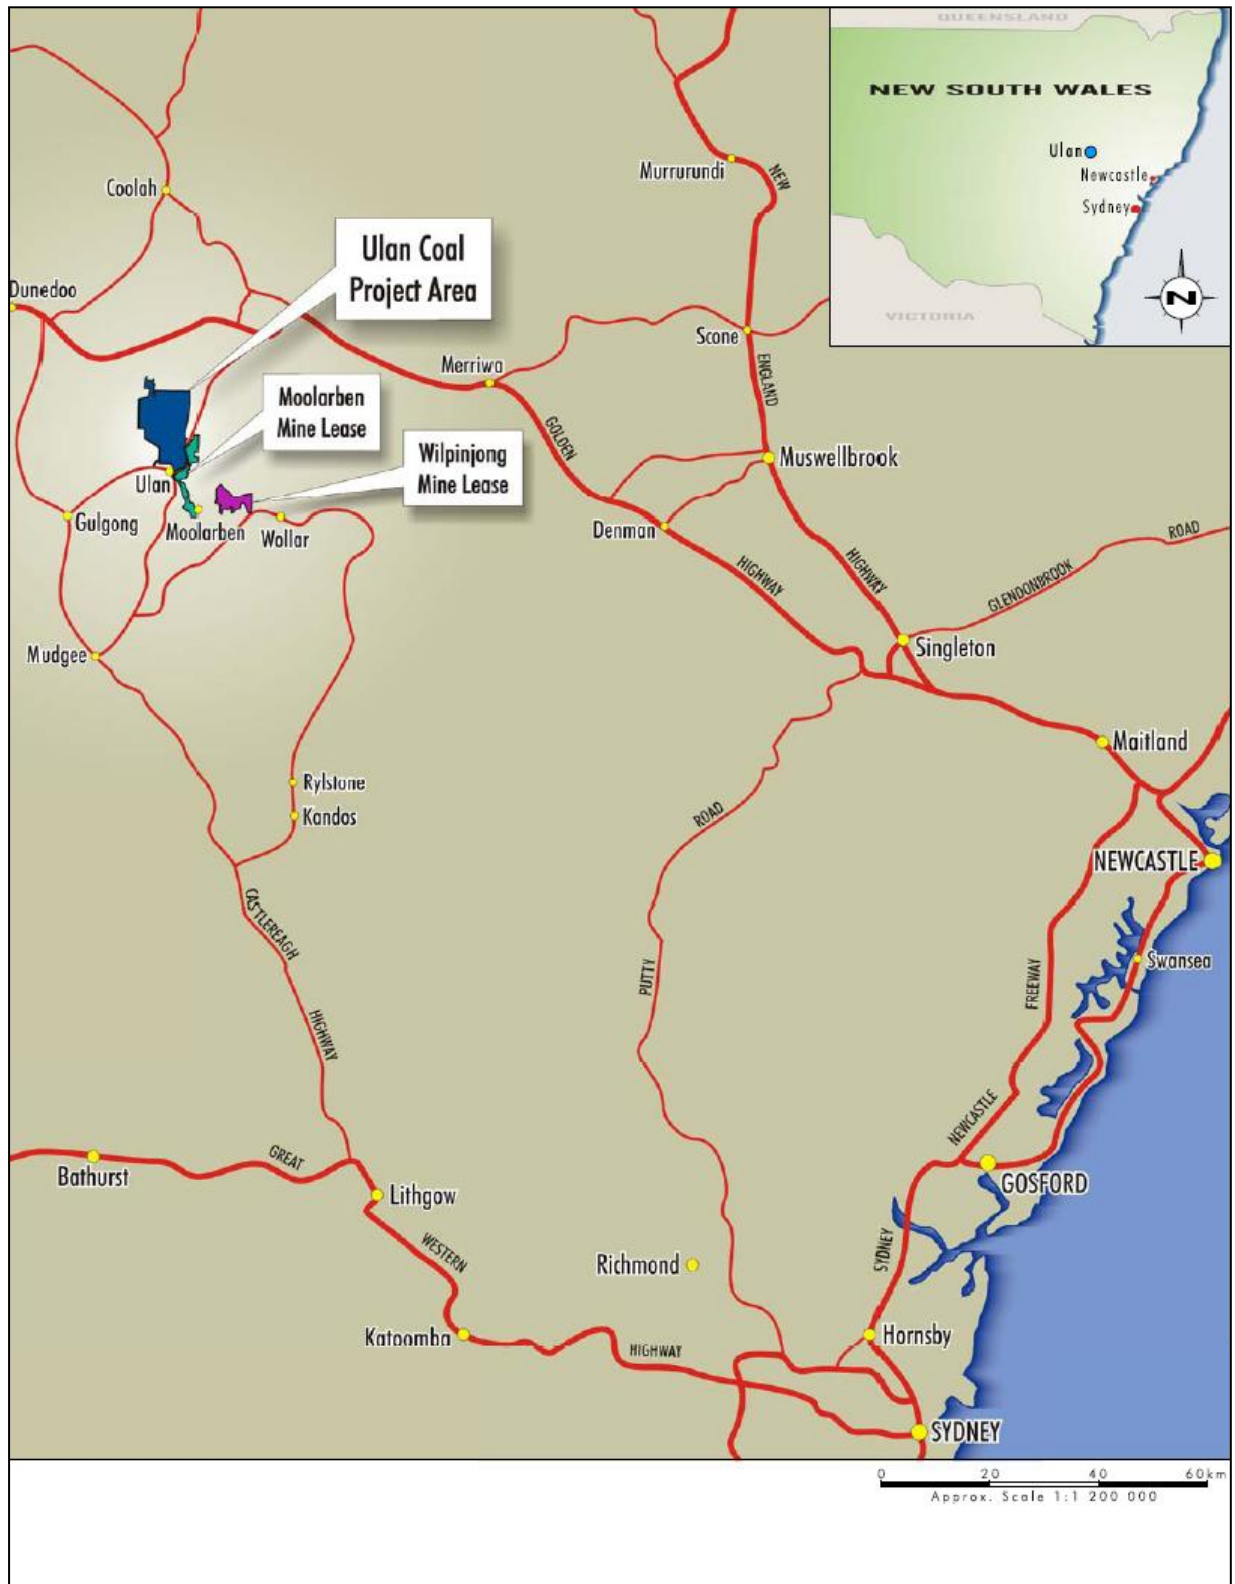 QUEENSLAND
NEW SOUTH WALES
Ulan
Newcastle
Sydney
N
VICTORIA
Murrurundi
NEW
Coolah
Ulan Coal
Project Area
Dunedoo
Scone
Merriwa
ENGLAND
Moolarben
Mine Lease
GOLDEN
Wilpinjong
Mine Lease
Muswellbrook
Ulan
Gulgong
Moolarben
Wollar
Denman
HIGHWAY
HIGHWAY
GLENDONBROOK
ROAD
Singleton
Mudgee
Maitland
Rylstone
Kandos
ROAD
NEWCASTLE
CASTLEREAGH
HIGHWAY
PUTTY
FREEWAY
Swansea
NEWCASTLE
Bathurst
GREAT
Lithgow
GOSFORD
WESTERN
Richmond
SYDNEY
Katoomba
HIGHWAY
Hornsby
SYDNEY
0 20 40 60km
Approx. Scale 1:1 200 000